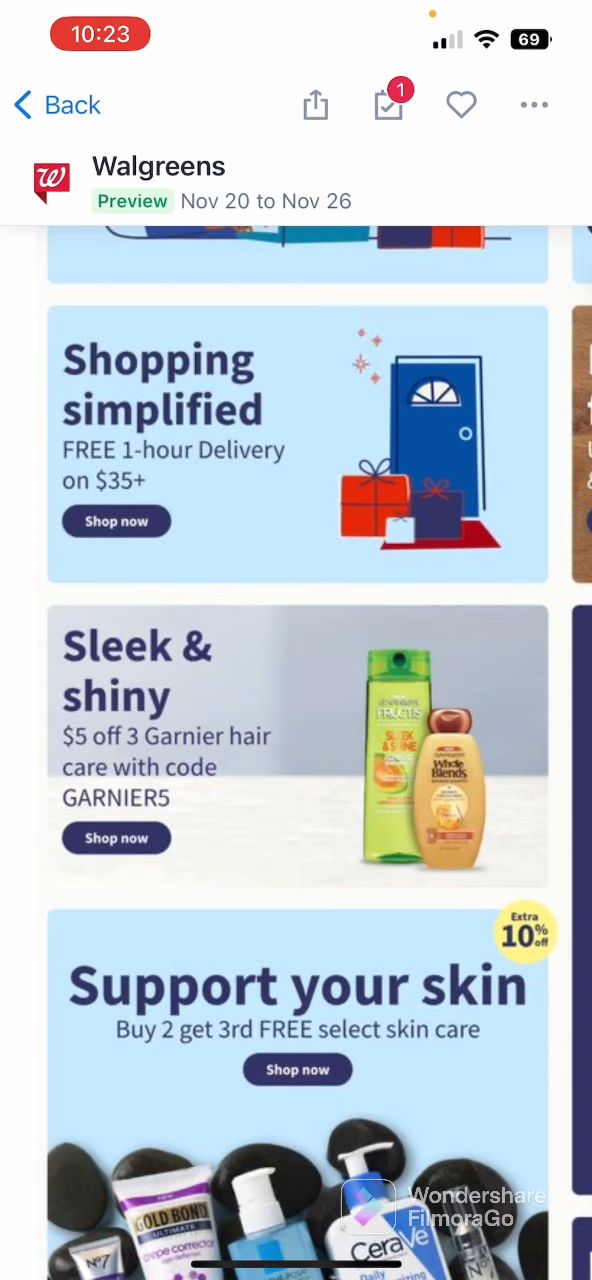 10:23
69
Back
1
Walgreens
Preview Nov 20 to Nov 26
Shopping
simplified
FREE 1-hour Delivery
on $35+
Shop now
Sleek &
shiny
$5 off 3 Garnier hair
care with code
GARNIER5
Shop now
FRUCTIS
SLEEK
& SHINE
Whole
Blends
Extra
10%
off
Support your skin
Buy 2 get 3rd FREE select skin care
Shop now
Wondershare
FilmoraGo
GOLD BOND
ULTIMATE
crepe corrector
Nº7
CeraVe
Daily